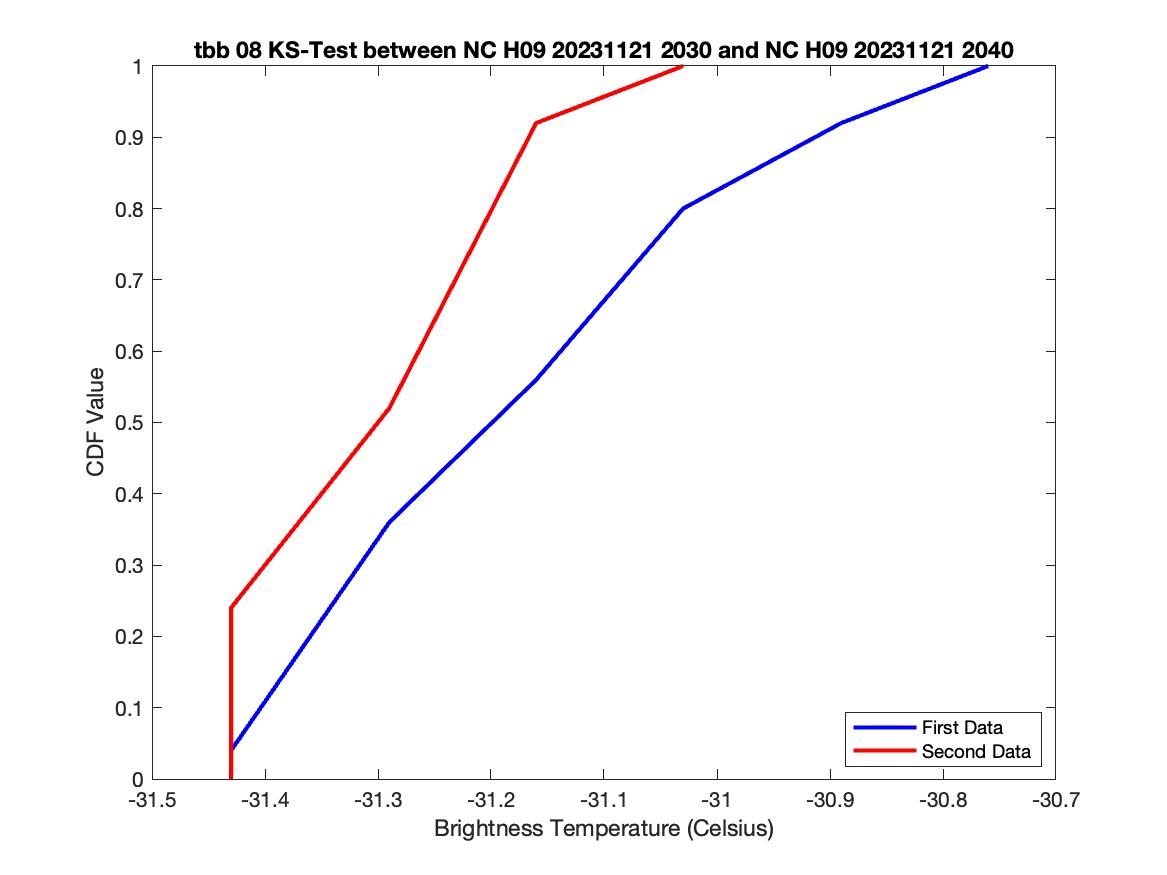 tbb 08 KS-Test between NC H09 20231121 2030 and NC H09 20231121 2040
1
0.9
0.8
0.7
0.6
0.5
0.4
0.3
0.2
0.1
0
CDF Value
First Data
Second Data
-31.5 -31.4 -31.3 -31.2 -31.1 -31 -30.9 -30.8 -30.7
Brightness Temperature (Celsius)